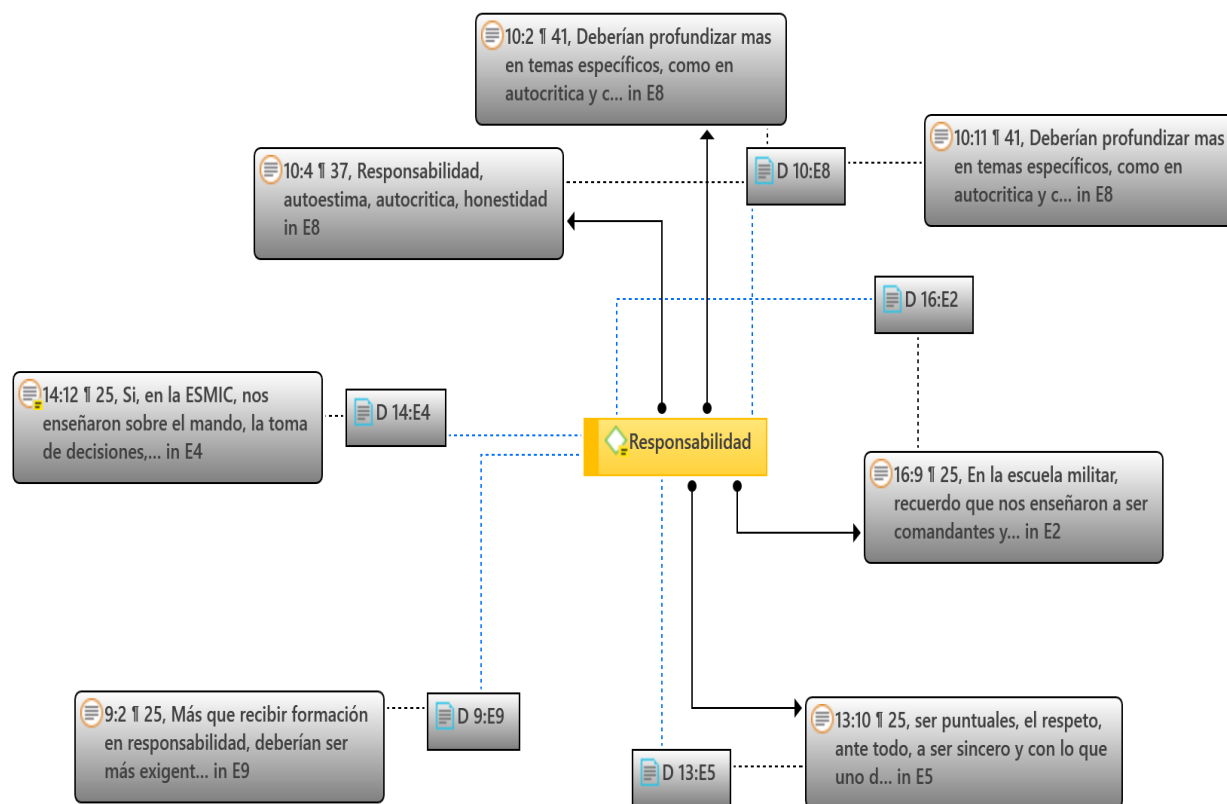 10:2 ¶ 41, Deberían profundizar mas
en temas específicos, como en
autocritica y c... in E8
10:11 ¶ 41, Deberían profundizar mas
en temas específicos, como en
autocritica y c... in E8
10:4 ¶ 37, Responsabilidad,
autoestima, autocritica, honestidad
in E8
D 10:E8
D 16:E2
14:12 ¶ 25, Si, en la ESMIC, nos
enseñaron sobre el mando, la toma
de decisiones,... in E4
D 14:E4
Responsabilidad
16:9 ¶ 25, En la escuela militar,
recuerdo que nos enseñaron a ser
comandantes y... in E2
9:2 ¶ 25, Más que recibir formación
en responsabilidad, deberían ser
más exigent... in E9
D 9:E9
D 13:E5
13:10 ¶ 25, ser puntuales, el respeto,
ante todo, a ser sincero y con lo que
uno d... in E5